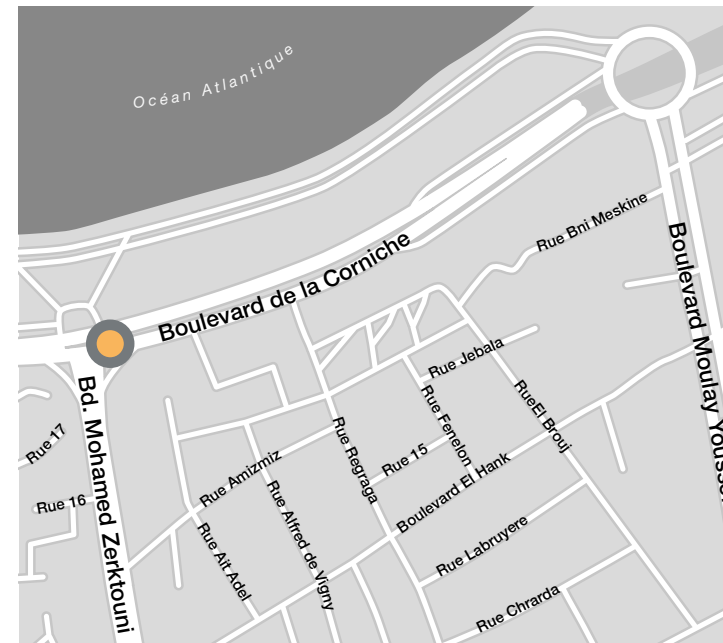 Océan Atlantique
Rue Bni Meskine
Boulevard de la Corniche
Boulevard Moulay Youssef
Rue Jebala
Bd. Mohamed Zerktouni
Rue Fenelon
RueEl Brouj
Rue 17
Rue Regraga
Rue 15
Rue Amizmiz
Boulevard El Hank
Rue 16
Rue Alfred de Vigny
Rue Ait Adel
Rue Labruyere
Rue Chrarda